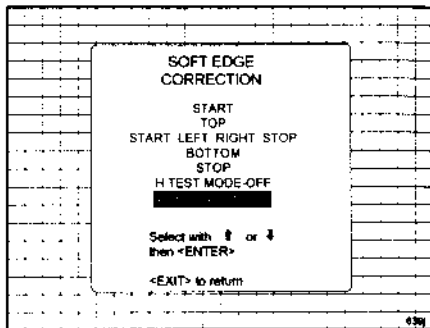 SOFT EDGE
CORRECTION
START
TOP
START LEFT RIGHT STOP
BOTTOM
STOP
H TEST MODE-OFF
Select with ⬆ or ⬇
then <ENTER>
<EXIT> to return